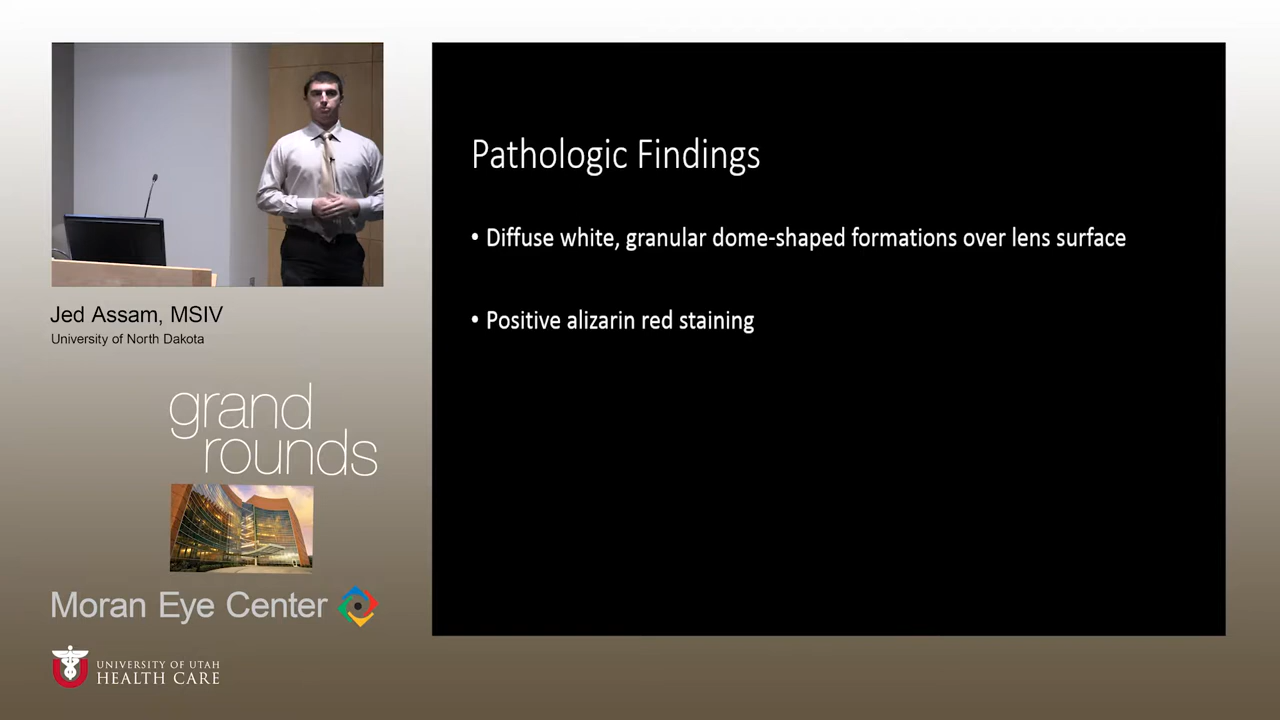 Pathologic Findings
• Diffuse white, granular dome-shaped formations over lens surface
• Positive alizarin red staining
Jed Assam, MSIV
University of North Dakota
grand
rounds
Moran Eye Center
UNIVERSITY OF UTAH
HEALTH CARE